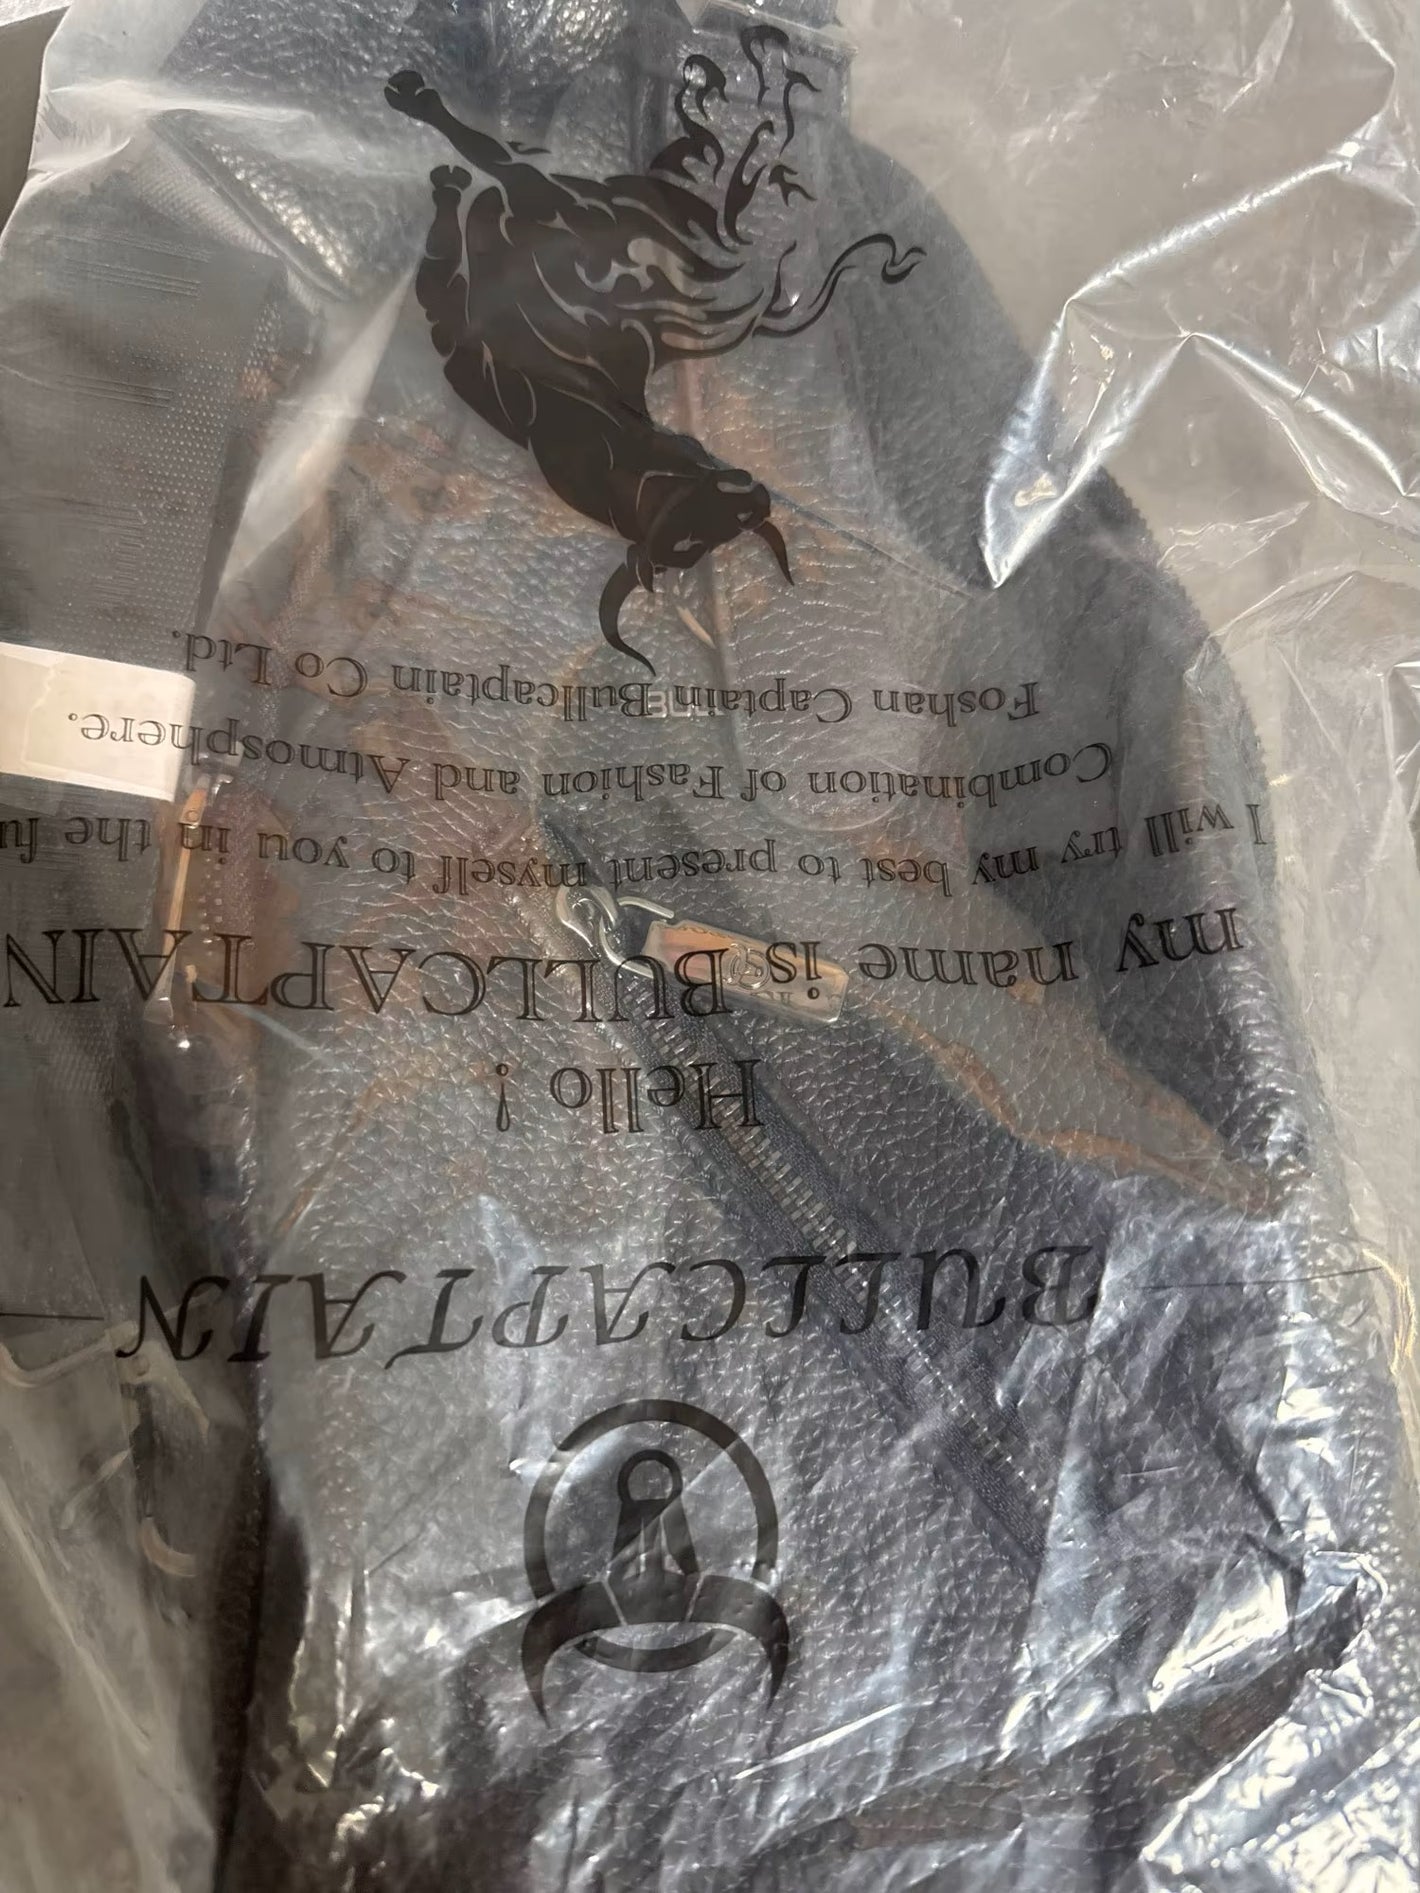 BULLCAPTAIN
Hello !
my name is BULLCAPTAIN
I will try my best to present myself to you in the fu
Combination of Fashion and Atmosphere.
Foshan Captain Bullcaptain Co Ltd.